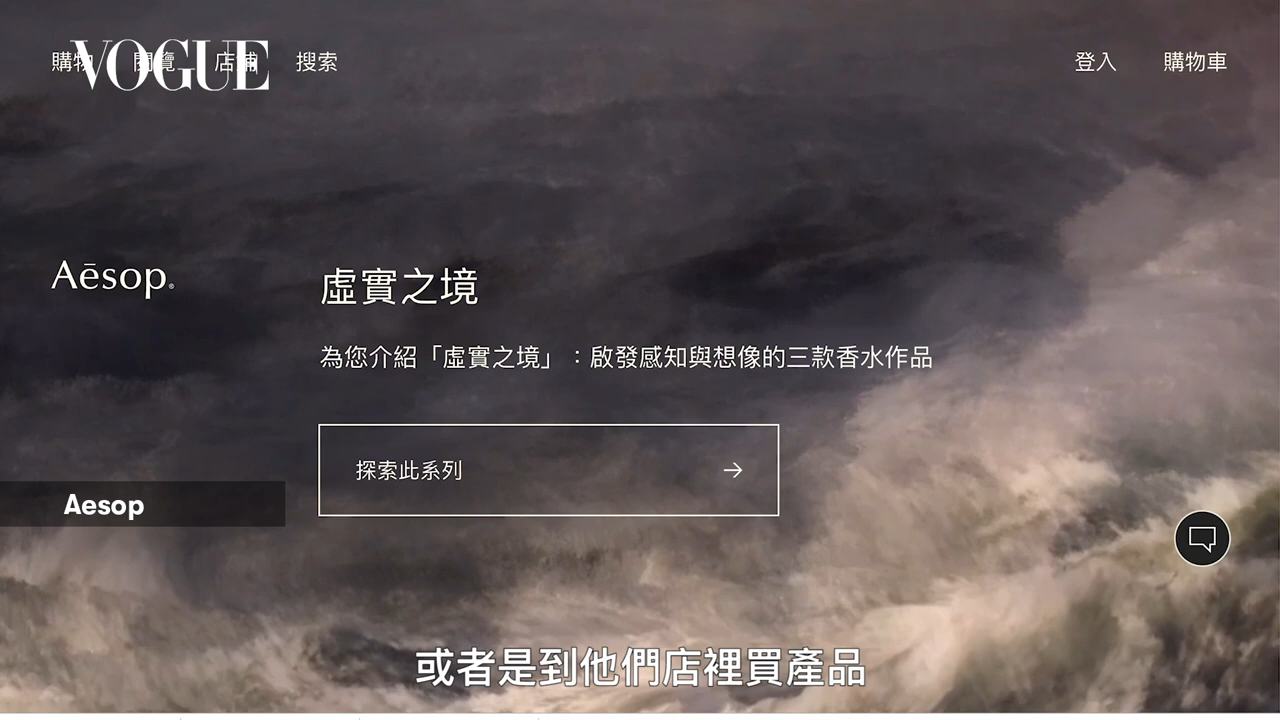 購物 閱覽 店鋪 搜索
VOGUE
登入 購物車
Aēsop®
虛實之境
為您介紹「虛實之境」：啟發感知與想像的三款香水作品
探索此系列 →
Aesop
或者是到他們店裡買產品